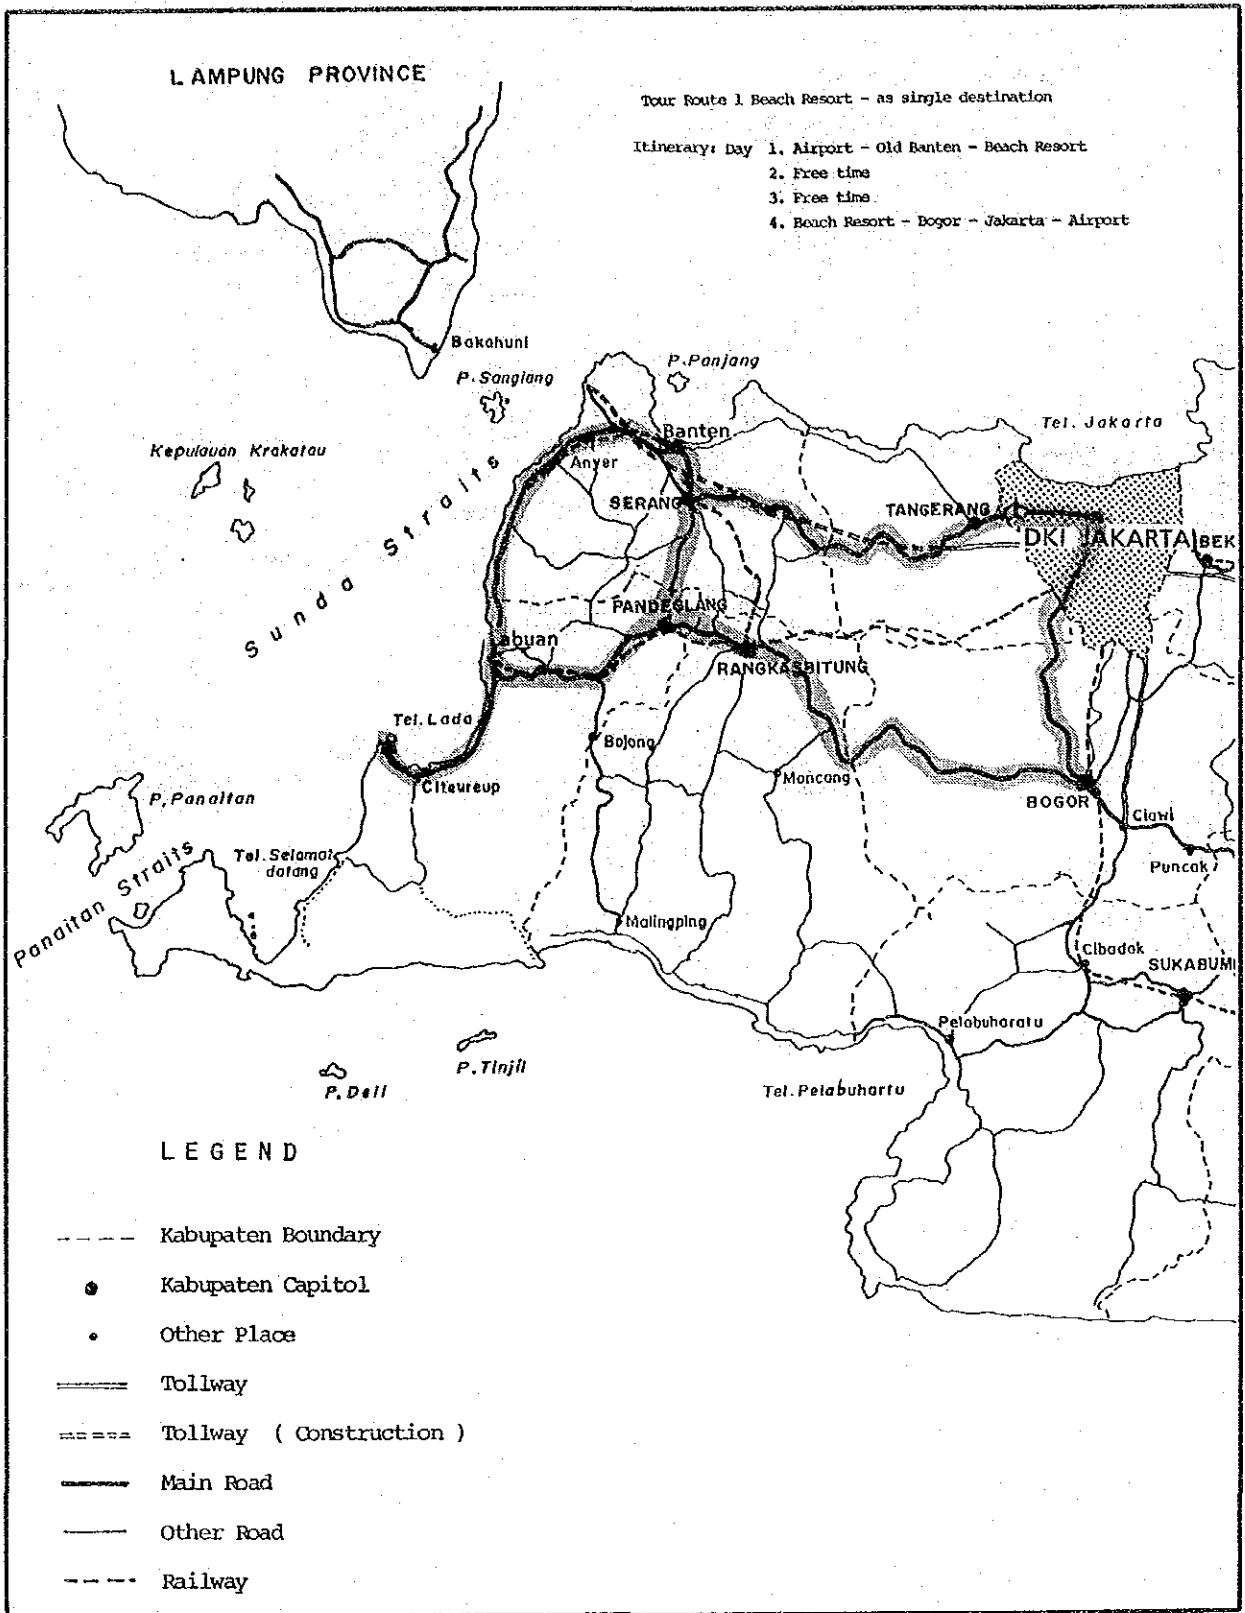 LAMPUNG PROVINCE
Tour Route 1 Beach Resort - as single destination
Itinerary: Day 1. Airport - Old Banten - Beach Resort
2. Free time
3. Free time
4. Beach Resort - Bogor - Jakarta - Airport
Bakahuni
P. Sangiang
P. Panjang
Tel. Jakarta
Kepulauan Krakatau
Banten
Anyer
Sunda Straits
SERANG
TANGERANG
DKI JAKARTA
BEK
PANDEGLANG
abuan
RANGKASBITUNG
Tel. Lada
Bojong
Moncong
Citeureup
BOGOR
Ciawi
P. Panaitan
Puncak
Tel. Selamat
datang
Panaitan Straits
Malingping
Cibadak
SUKABUMI
Pelabuharatu
P. Tinjil
P. Deli
Tel. Pelabuhartu
LEGEND
Kabupaten Boundary
Kabupaten Capitol
Other Place
Tollway
Tollway ( Construction )
Main Road
Other Road
Railway